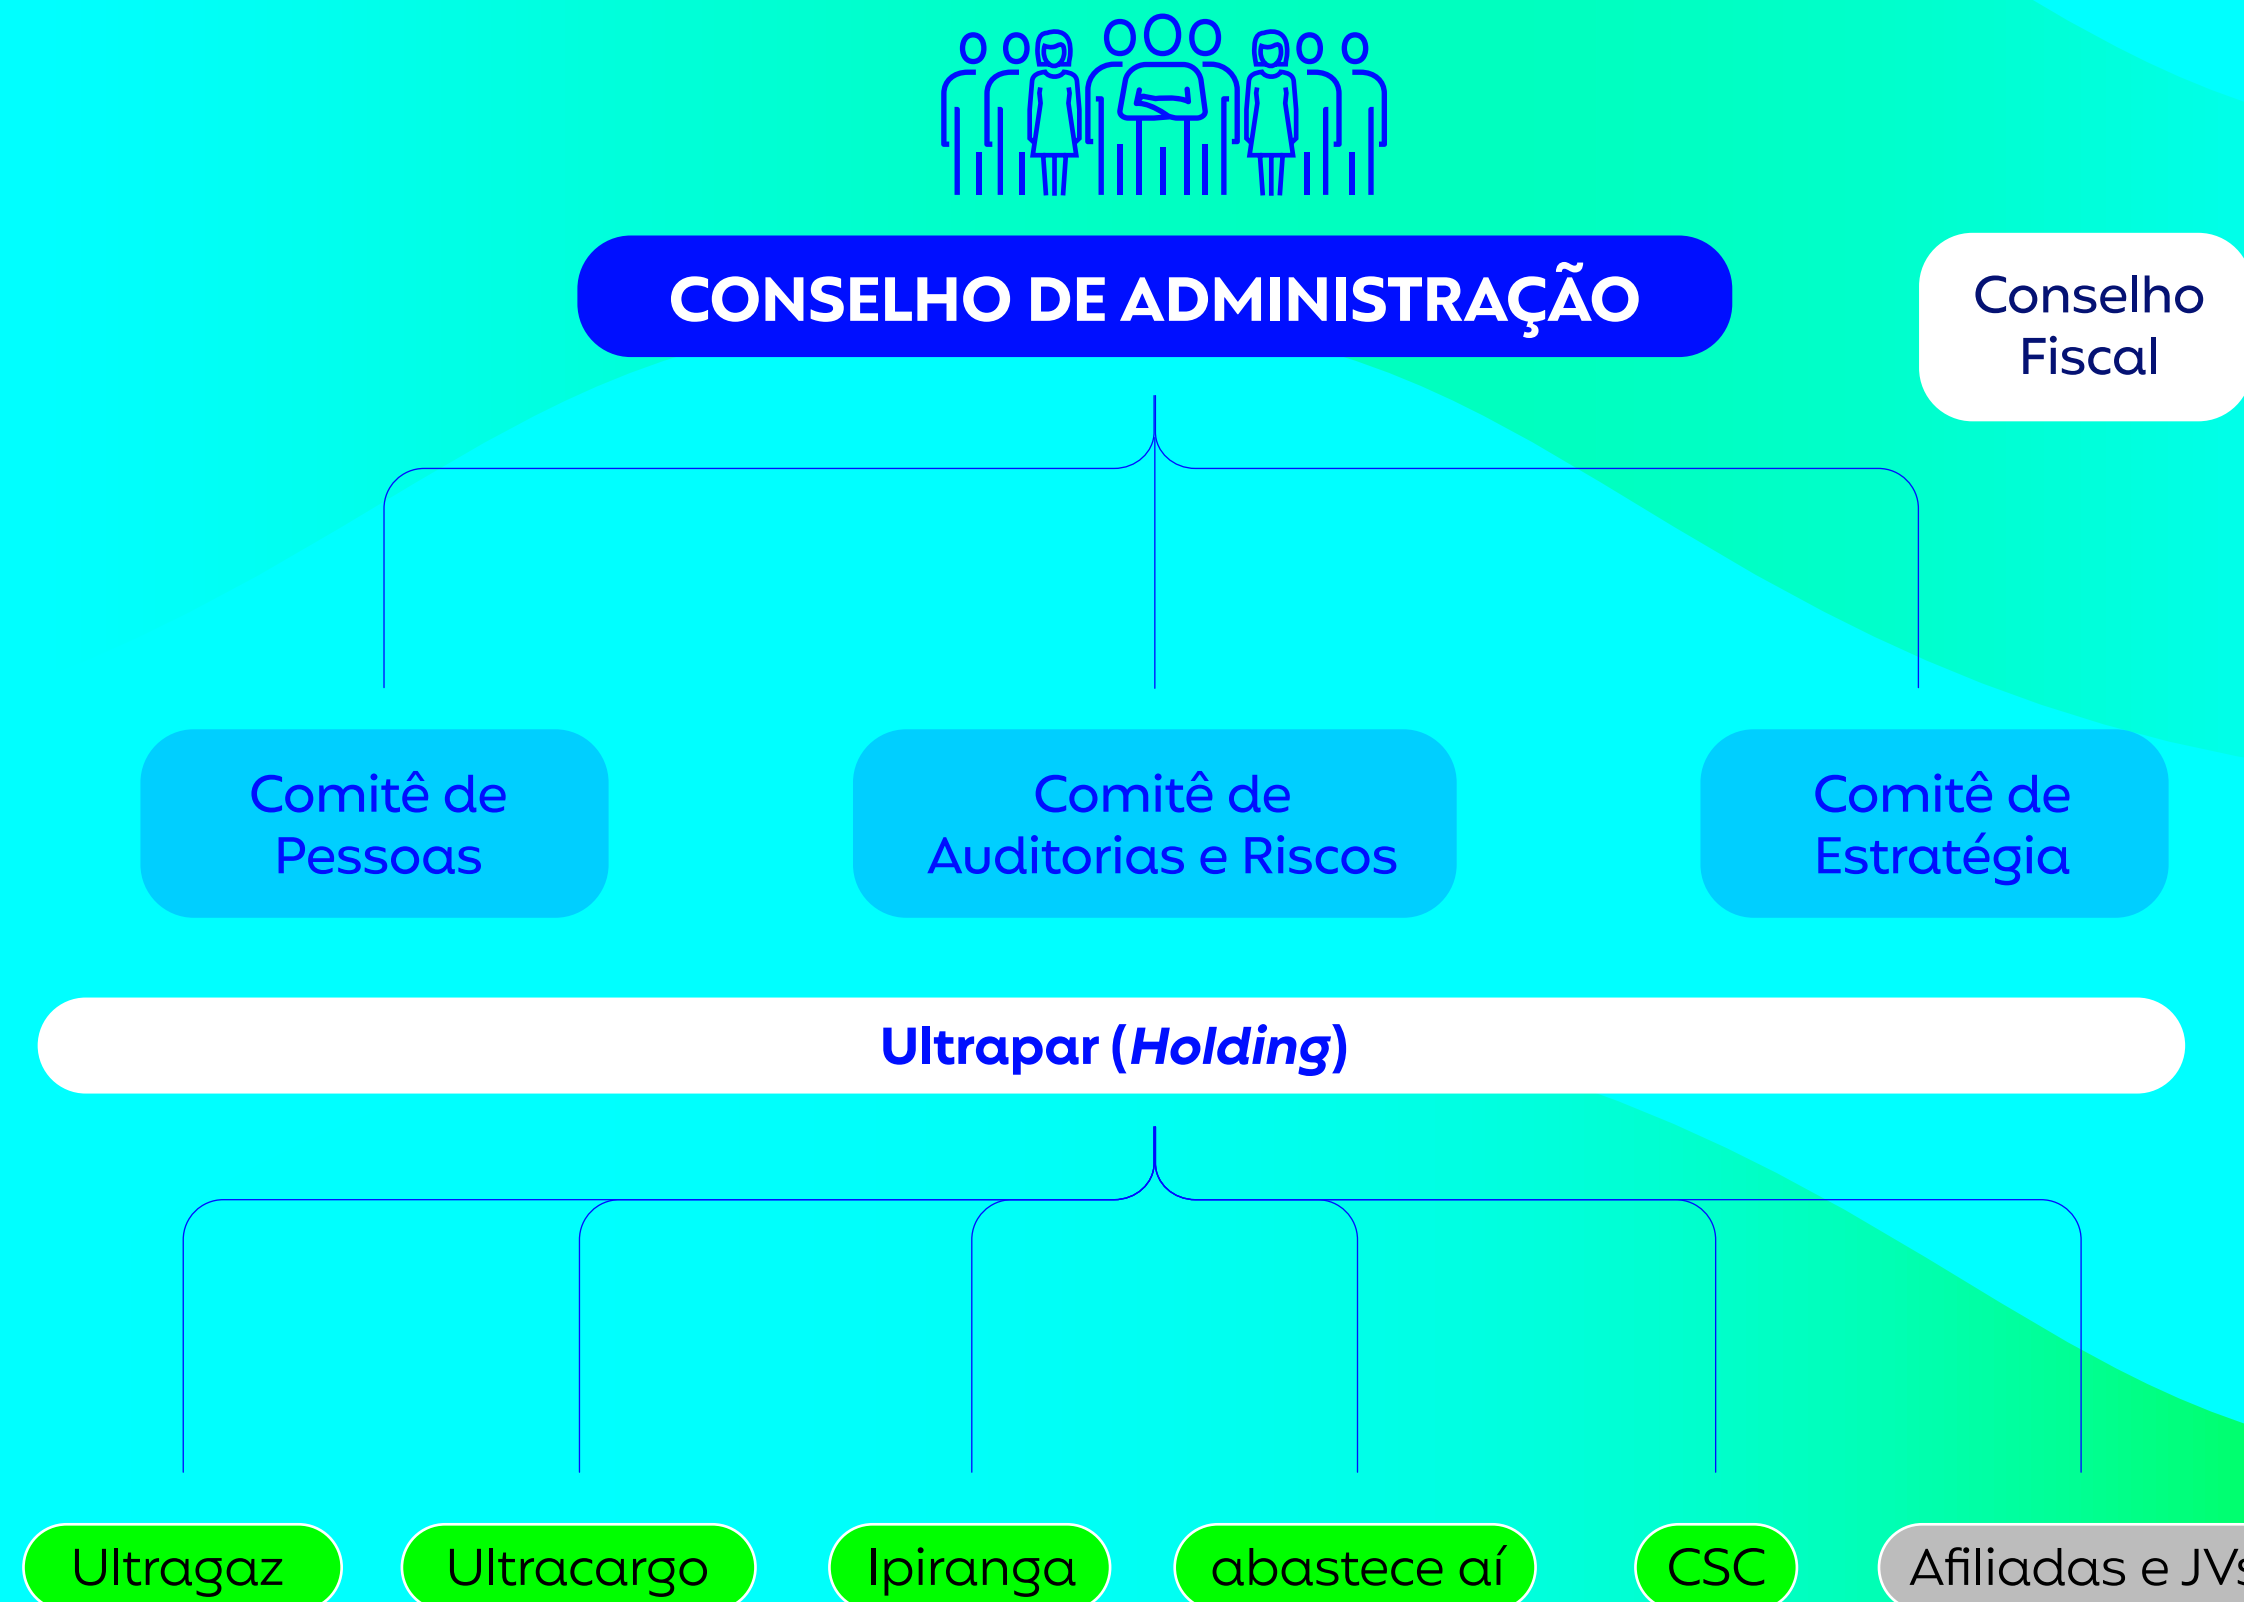 CONSELHO DE ADMINISTRAÇÃO
Conselho
Fiscal
Comitê de
Pessoas
Comitê de
Auditorias e Riscos
Comitê de
Estratégia
Ultrapar (Holding)
Ultragaz
Ultracargo
Ipiranga
abastece aí
CSC
Afiliadas e JVs